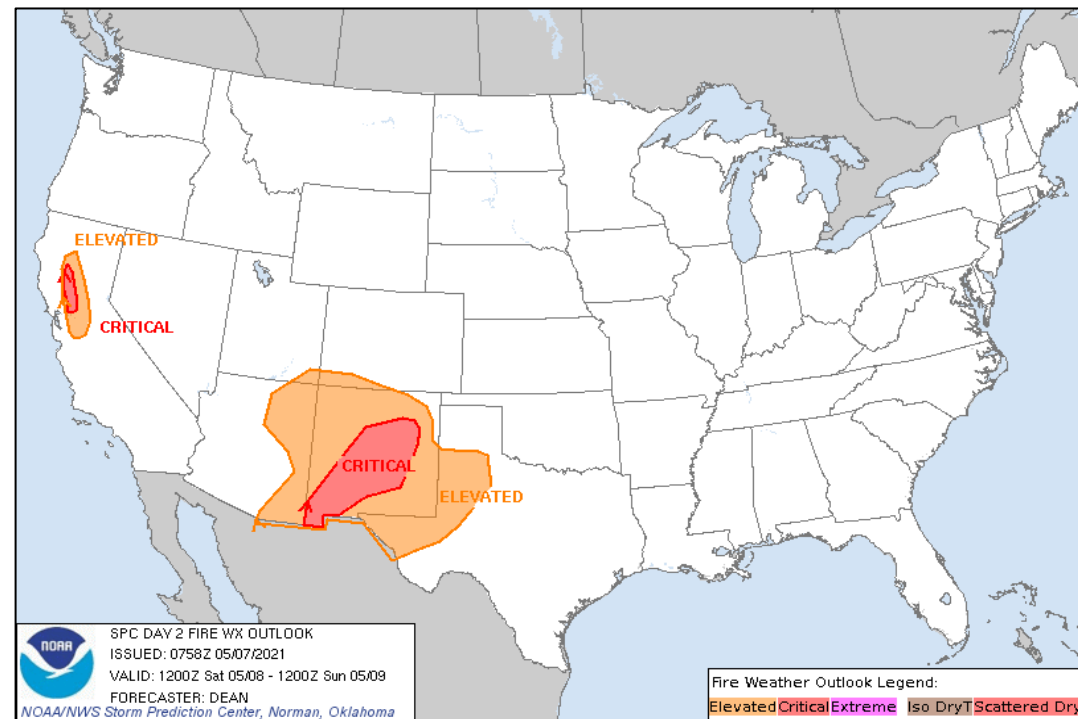 ELEVATED
CRITICAL
CRITICAL
ELEVATED
NOAA
SPC DAY 2 FIRE WX OUTLOOK
ISSUED: 0758Z 05/07/2021
VALID: 1200Z Sat 05/08 - 1200Z Sun 05/09
FORECASTER: DEAN
NOAA/NWS Storm Prediction Center, Norman, Oklahoma
Fire Weather Outlook Legend:
Elevated Critical Extreme Iso DryT Scattered Dry